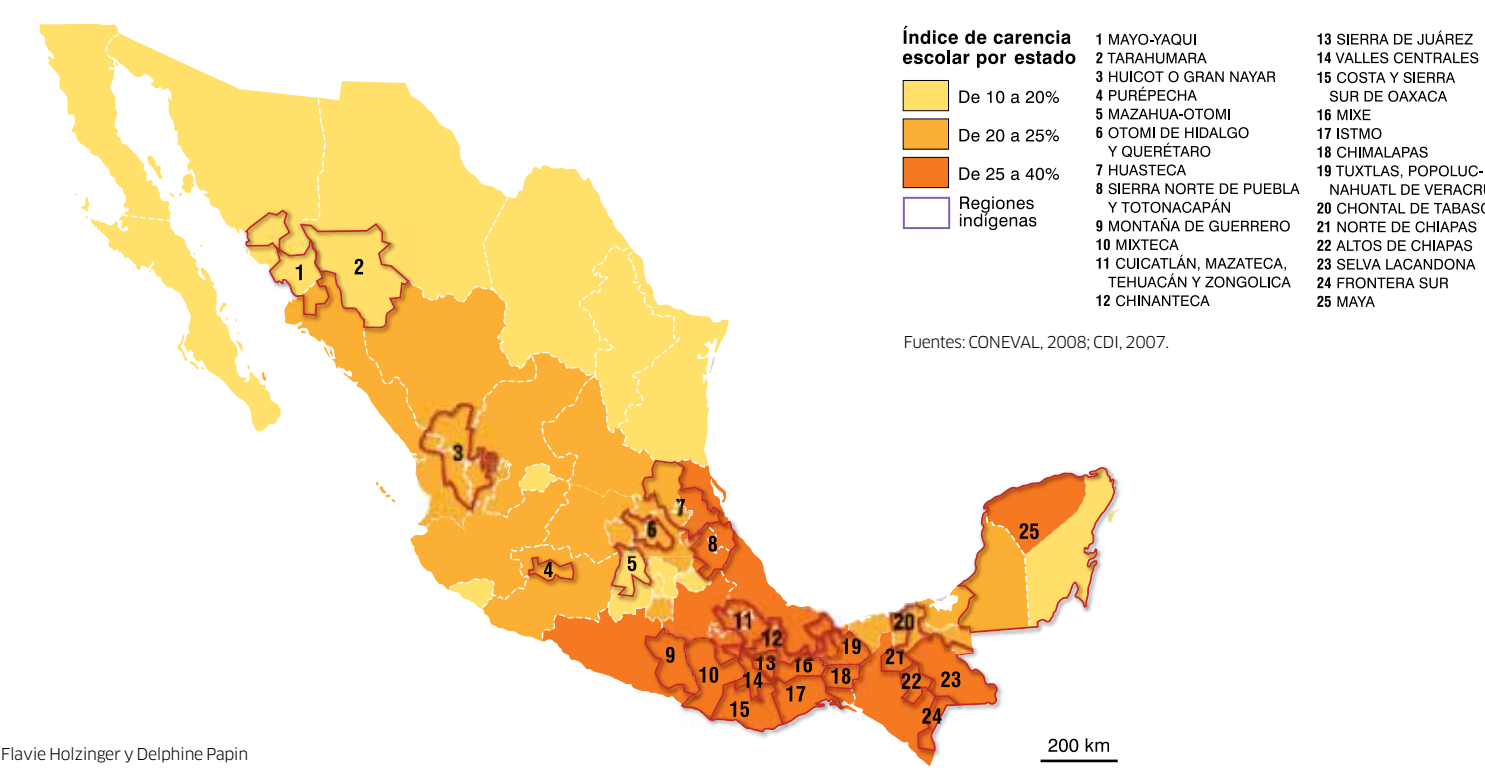 Índice de carencia
escolar por estado
De 10 a 20%
De 20 a 25%
De 25 a 40%
Regiones
indígenas
1 MAYO-YAQUI
2 TARAHUMARA
3 HUICOT O GRAN NAYAR
4 PURÉPECHA
5 MAZAHUA-OTOMI
6 OTOMI DE HIDALGO
Y QUERÉTARO
7 HUASTECA
8 SIERRA NORTE DE PUEBLA
Y TOTONACAPÁN
9 MONTAÑA DE GUERRERO
10 MIXTECA
11 CUICATLÁN, MAZATECA,
TEHUACÁN Y ZONGOLICA
12 CHINANTECA
13 SIERRA DE JUÁREZ
14 VALLES CENTRALES
15 COSTA Y SIERRA
SUR DE OAXACA
16 MIXE
17 ISTMO
18 CHIMALAPAS
19 TUXTLAS, POPOLUC-
NAHUATL DE VERACRU
20 CHONTAL DE TABASC
21 NORTE DE CHIAPAS
22 ALTOS DE CHIAPAS
23 SELVA LACANDONA
24 FRONTERA SUR
25 MAYA
Fuentes: CONEVAL, 2008; CDI, 2007.
1
2
3
4
5
6
7
8
9
10
11
12
13
14
15
16
17
18
19
20
21
22
23
24
25
200 km
Flavie Holzinger y Delphine Papin